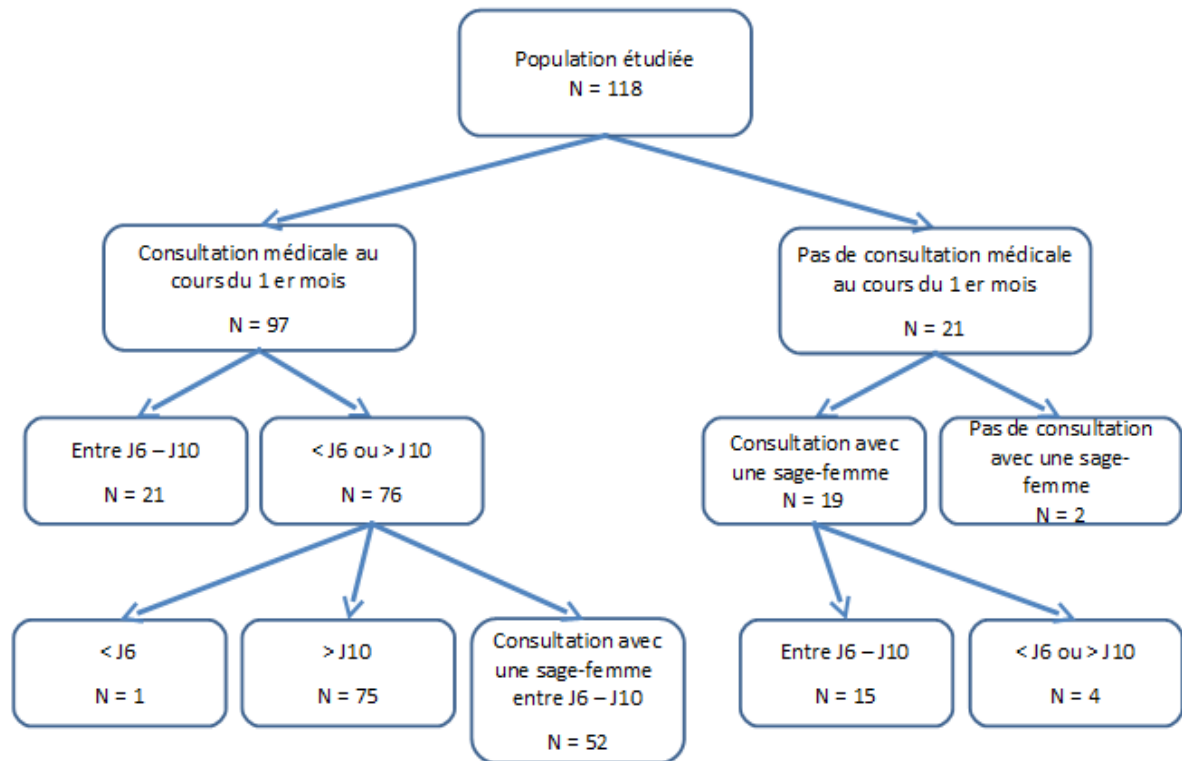 Population étudiée
N = 118
Consultation médicale au
cours du 1 er mois
N = 97
Pas de consultation médicale
au cours du 1 er mois
N = 21
Entre J6 – J10
N = 21
< J6 ou > J10
N = 76
Consultation avec
une sage-femme
N = 19
Pas de consultation
avec une sage-
femme
N = 2
< J6
N = 1
> J10
N = 75
Consultation avec
une sage-femme
entre J6 – J10
N = 52
Entre J6 – J10
N = 15
< J6 ou > J10
N = 4